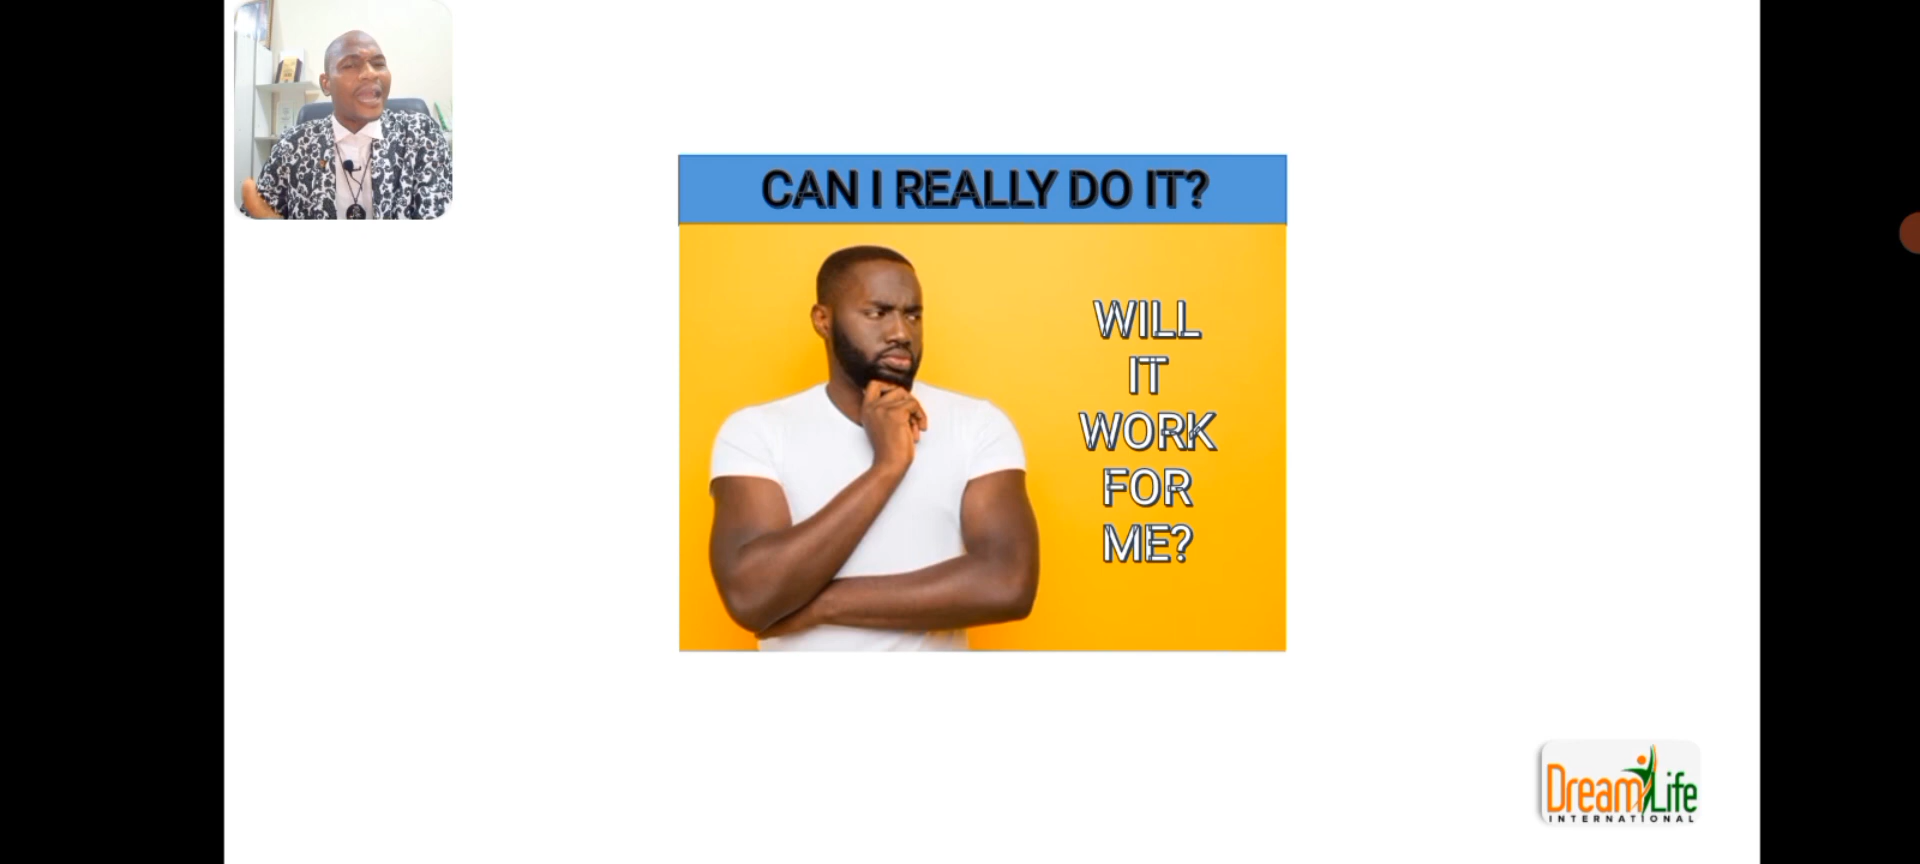 CAN I REALLY DO IT?
WILL
IT
WORK
FOR
ME?
DreamLife
INTERNATIONAL